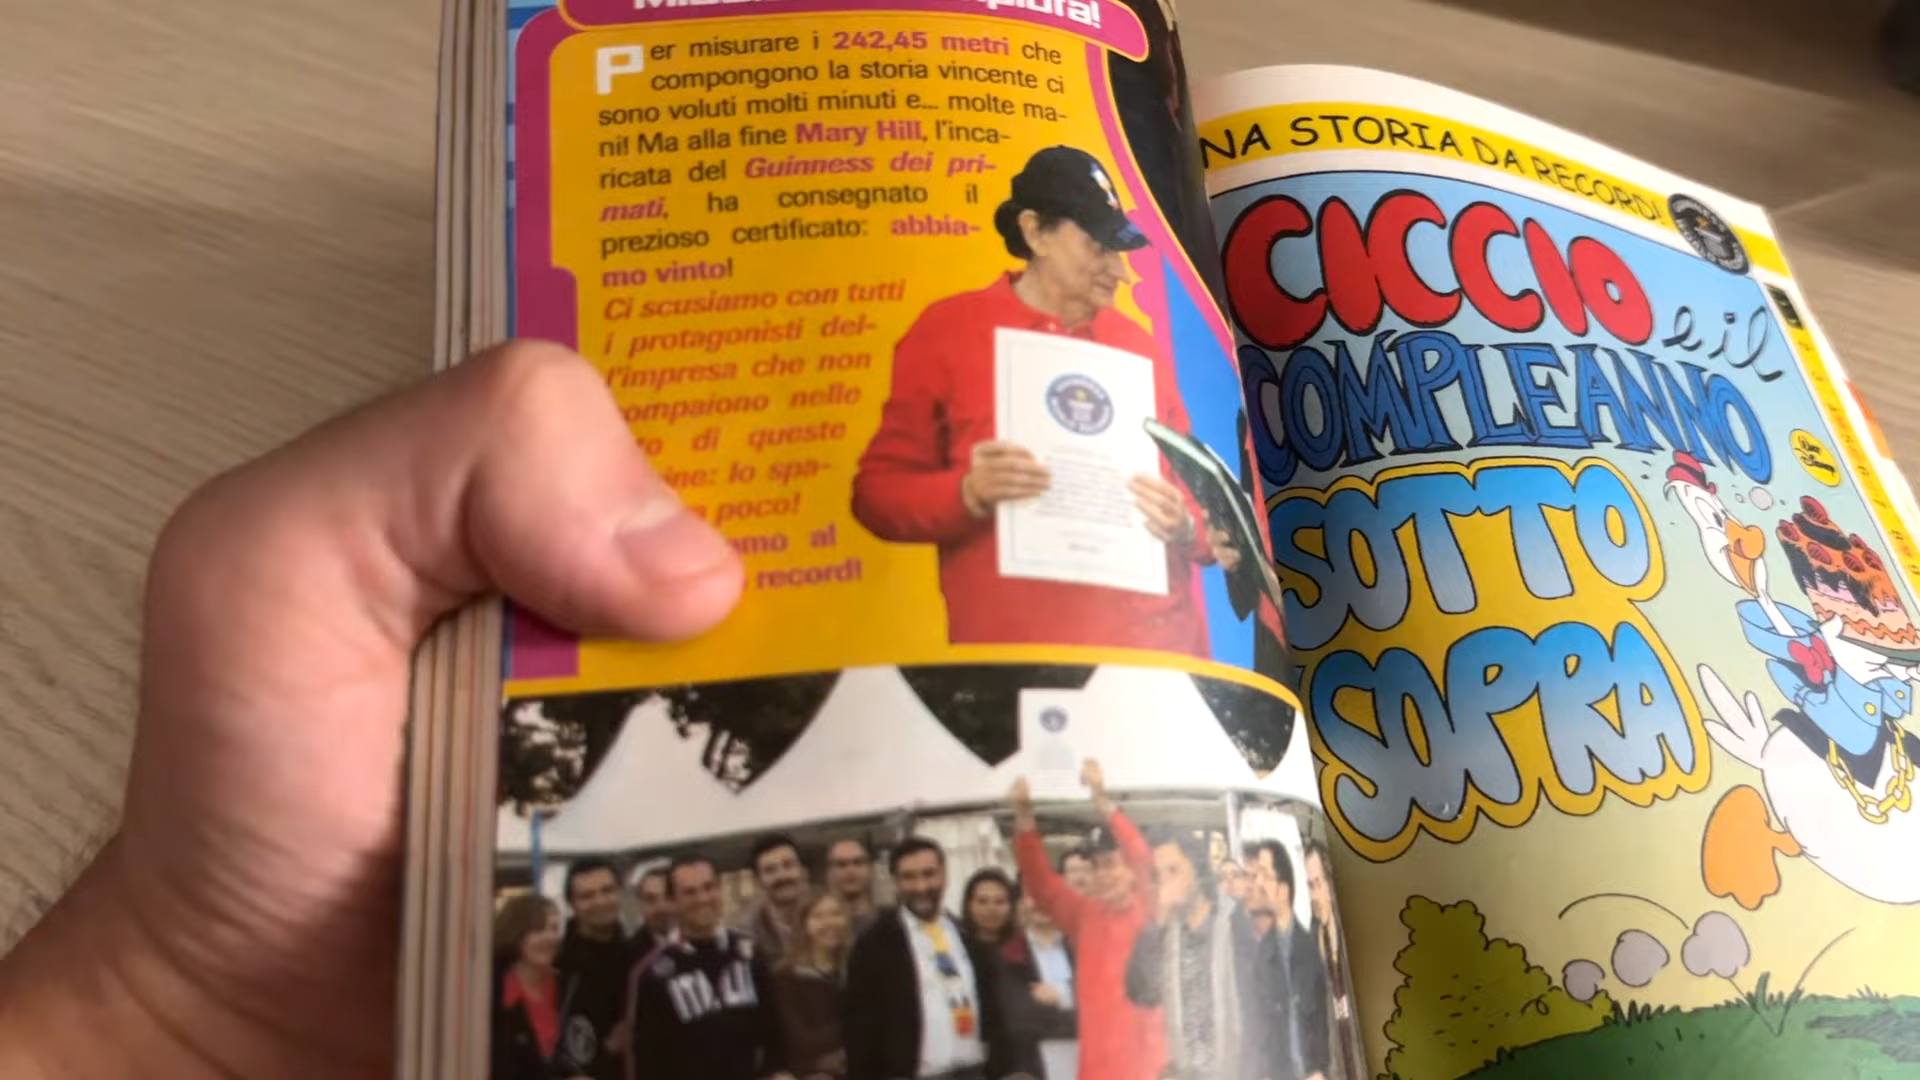 Per misurare i 242,45 metri che
compongono la storia vincente ci
sono voluti molti minuti e... molte ma-
ni! Ma alla fine Mary Hill, l'inca-
ricata del Guinness dei pri-
mati, ha consegnato il
prezioso certificato: abbia-
mo vinto!
Ci scusiamo con tutti
i protagonisti del-
l'impresa che non
compaiono nelle
di queste
lo spa-
poco!
al
record!
NA STORIA DA RECORD!
CICCIO e il
COMPLEANNO
SOTTO
SOPRA
Walt Disney